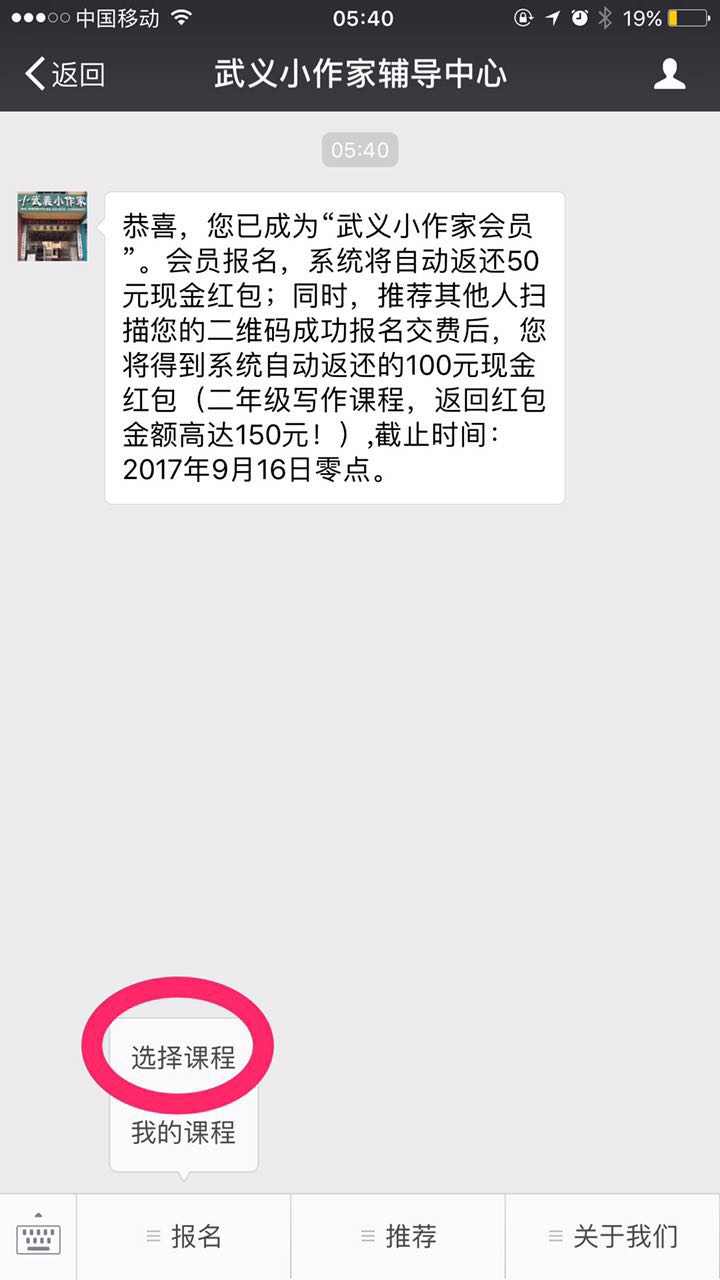 中国移动 05:40 19%
返回 武义小作家辅导中心
05:40
恭喜，您已成为“武义小作家会员
”。会员报名，系统将自动返还50
元现金红包；同时，推荐其他人扫
描您的二维码成功报名交费后，您
将得到系统自动返还的100元现金
红包（二年级写作课程，返回红包
金额高达150元！）,截止时间：
2017年9月16日零点。
选择课程
我的课程
报名 推荐 关于我们